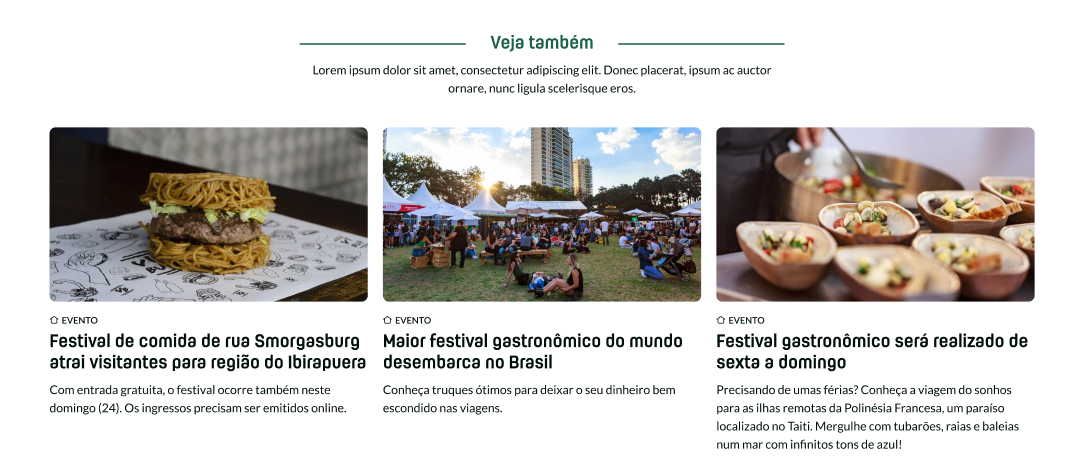 Veja também
Lorem ipsum dolor sit amet, consectetur adipiscing elit. Donec placerat, ipsum ac auctor
ornare, nunc ligula scelerisque eros.
EVENTO
Festival de comida de rua Smorgasburg
atrai visitantes para região do Ibirapuera
Com entrada gratuita, o festival ocorre também neste
domingo (24). Os ingressos precisam ser emitidos online.
EVENTO
Maior festival gastronômico do mundo
desembarca no Brasil
Conheça truques ótimos para deixar o seu dinheiro bem
escondido nas viagens.
EVENTO
Festival gastronômico será realizado de
sexta a domingo
Precisando de umas férias? Conheça a viagem do sonhos
para as ilhas remotas da Polinésia Francesa, um paraíso
localizado no Taiti. Mergulhe com tubarões, raias e baleias
num mar com infinitos tons de azul!